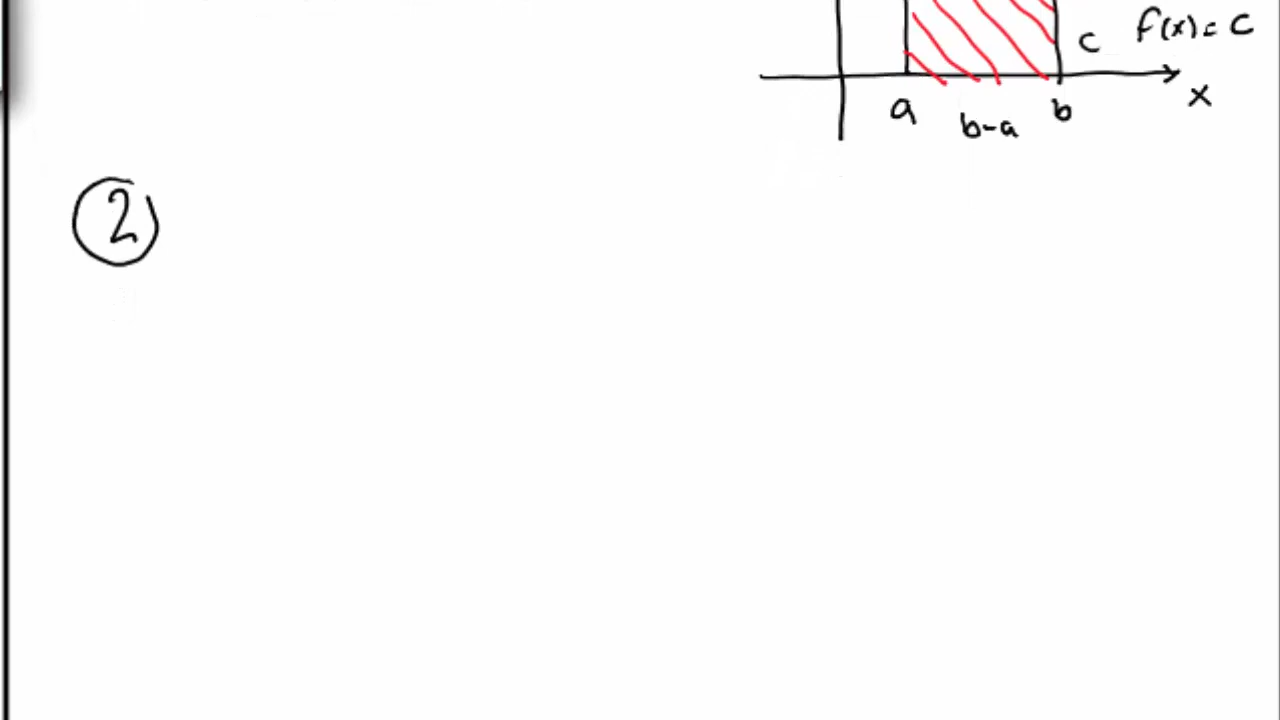 c f(x) = c
a b-a b x
2